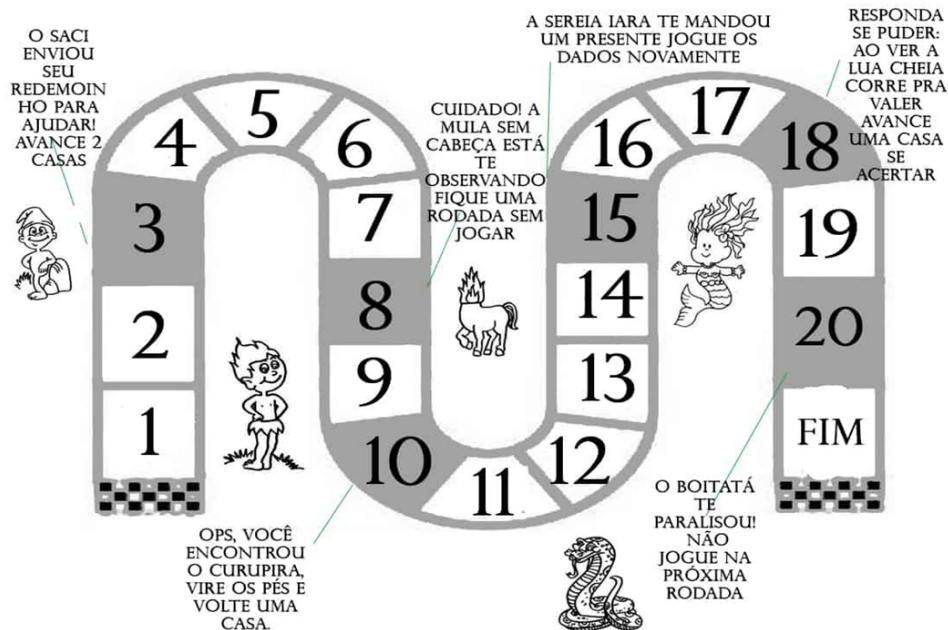 O SACI
ENVIOU
SEU
REDEMOIN
HO PARA
AJUDAR!
AVANCE 2
CASAS
A SEREIA IARA TE MANDOU
UM PRESENTE JOGUE OS
DADOS NOVAMENTE
RESPONDA
SE PUDER:
AO VER A
LUA CHEIA
CORRE PRA
VALER
AVANCE
UMA CASA
SE
ACERTAR
CUIDADO! A
MULA SEM
CABEÇA ESTÁ
TE
OBSERVANDO
FIQUE UMA
RODADA SEM
JOGAR
1
2
3
4
5
6
7
8
9
10
11
12
13
14
15
16
17
18
19
20
FIM
OPS, VOCÊ
ENCONTROU
O CURUPIRA,
VIRE OS PÉS E
VOLTE UMA
CASA.
O BOITATÁ
TE
PARALISOU!
NÃO
JOGUE NA
PRÓXIMA
RODADA